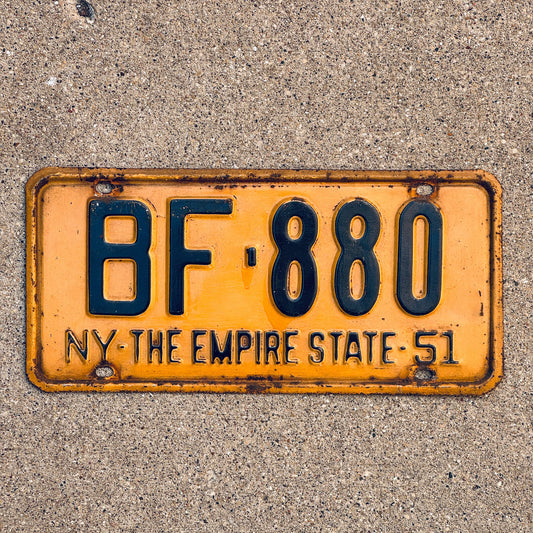 BF-880
NY-THE EMPIRE STATE-51